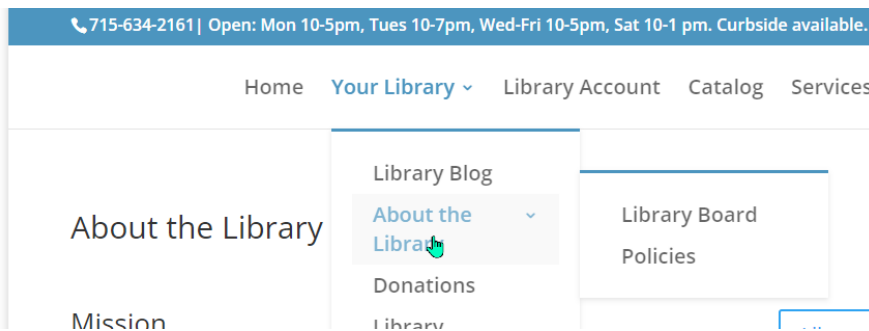 715-634-2161| Open: Mon 10-5pm, Tues 10-7pm, Wed-Fri 10-5pm, Sat 10-1 pm. Curbside available.
Home Your Library Library Account Catalog Services
Library Blog
About the Library
About the
Library
Library Board
Policies
Donations
Mission
Library